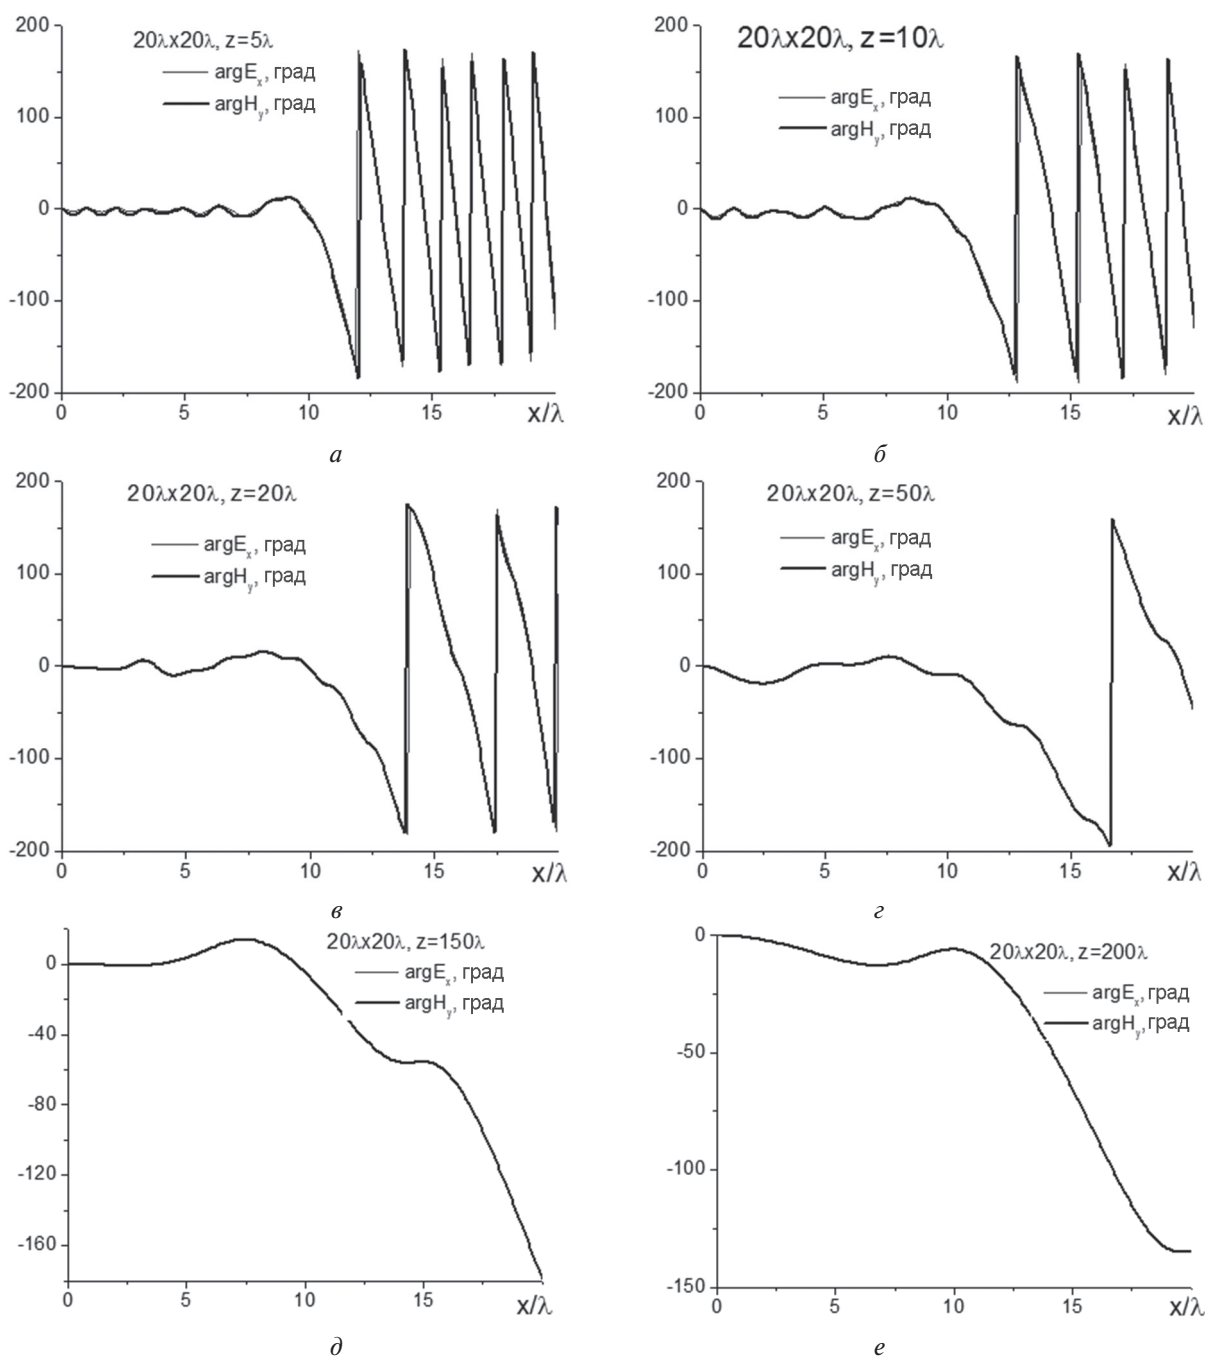 200
100
0
-100
-200
20λx20λ, z=5λ
argEx, град
argHy, град
0 5 10 15 x/λ
а
200
100
0
-100
-200
20λx20λ, z=10λ
argEx, град
argHy, град
0 5 10 15 x/λ
б
200
100
0
-100
-200
20λx20λ, z=20λ
argEx, град
argHy, град
0 5 10 15 x/λ
в
200
100
0
-100
-200
20λx20λ, z=50λ
argEx, град
argHy, град
0 5 10 15 x/λ
г
0
-40
-80
-120
-160
20λx20λ, z=150λ
argEx, град
argHy, град
0 5 10 15 x/λ
д
0
-50
-100
-150
20λx20λ, z=200λ
argEx, град
argHy, град
0 5 10 15 x/λ
е